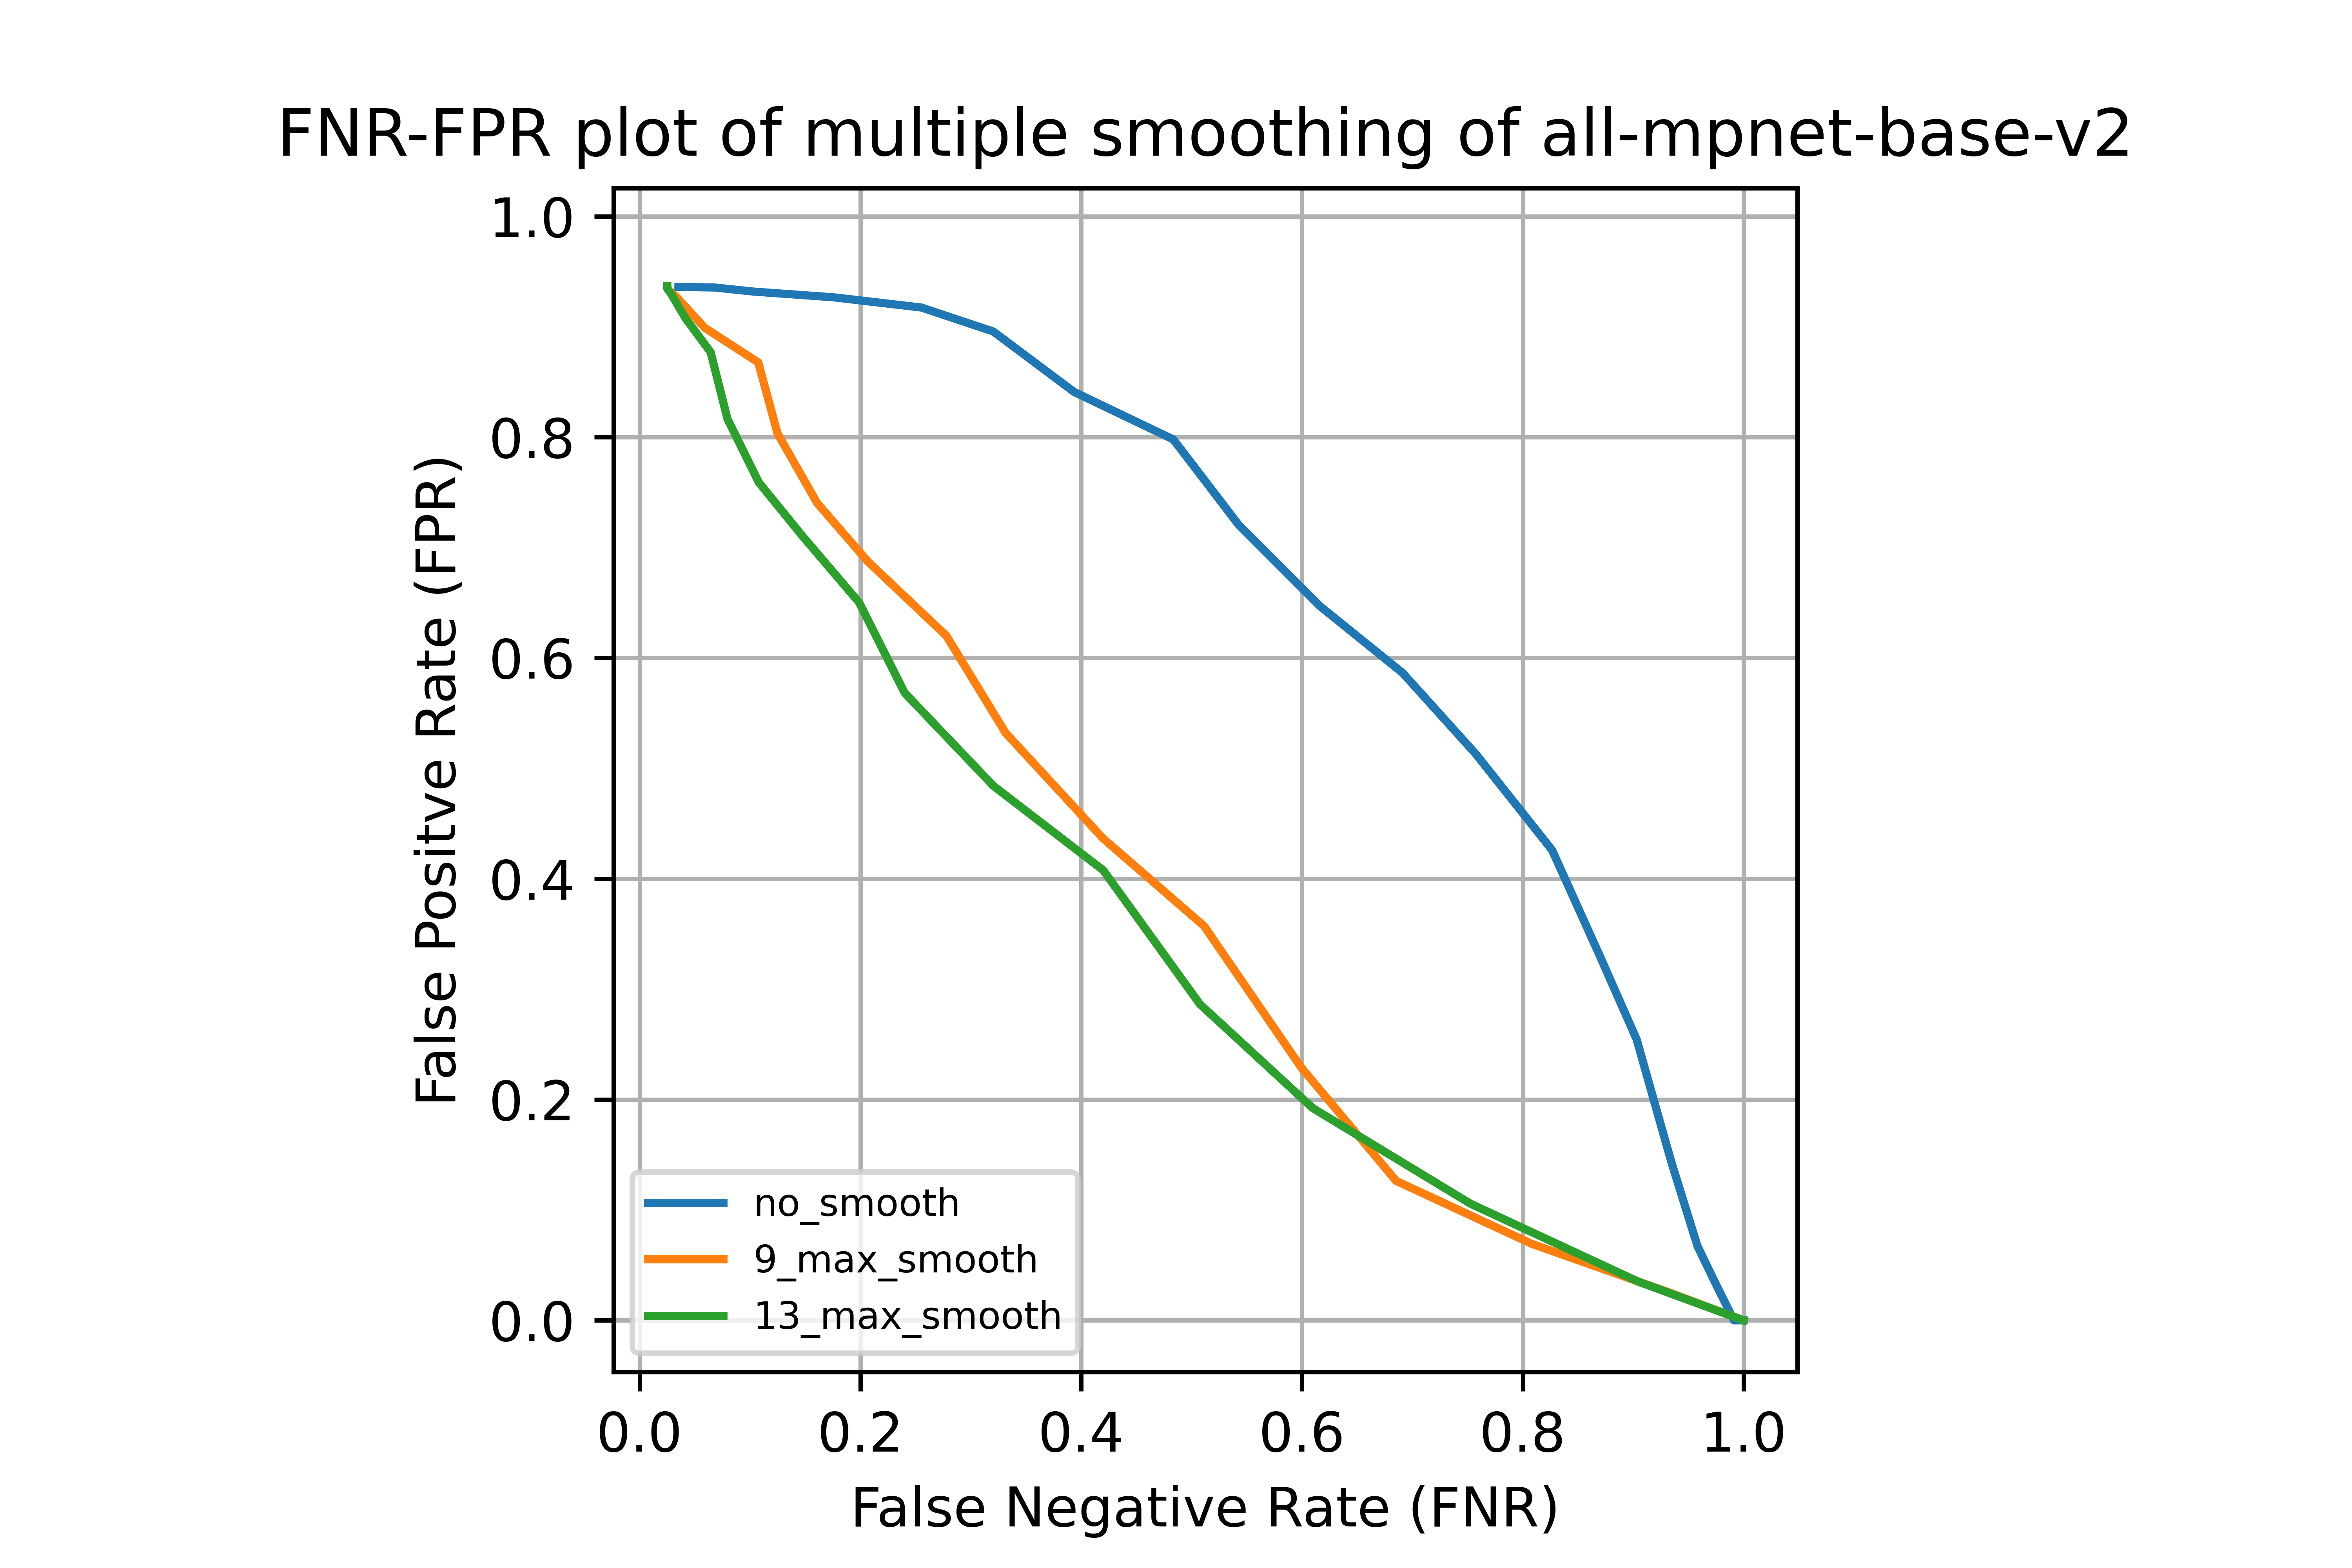 FNR-FPR plot of multiple smoothing of all-mpnet-base-v2
False Positve Rate (FPR)
1.0
0.8
0.6
0.4
0.2
0.0
no_smooth
9_max_smooth
13_max_smooth
0.0 0.2 0.4 0.6 0.8 1.0
False Negative Rate (FNR)